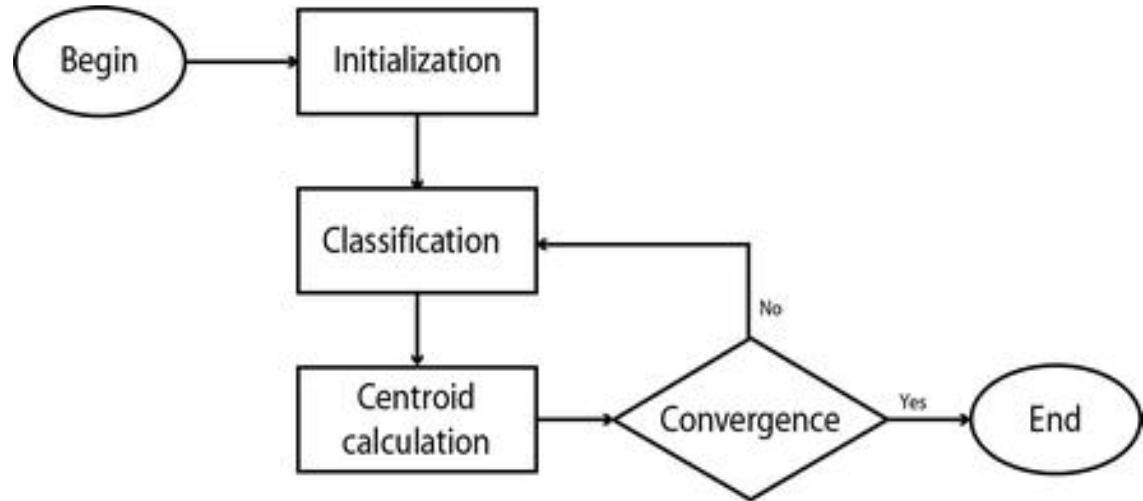 Begin
Initialization
Classification
No
Centroid
calculation
Convergence
Yes
End